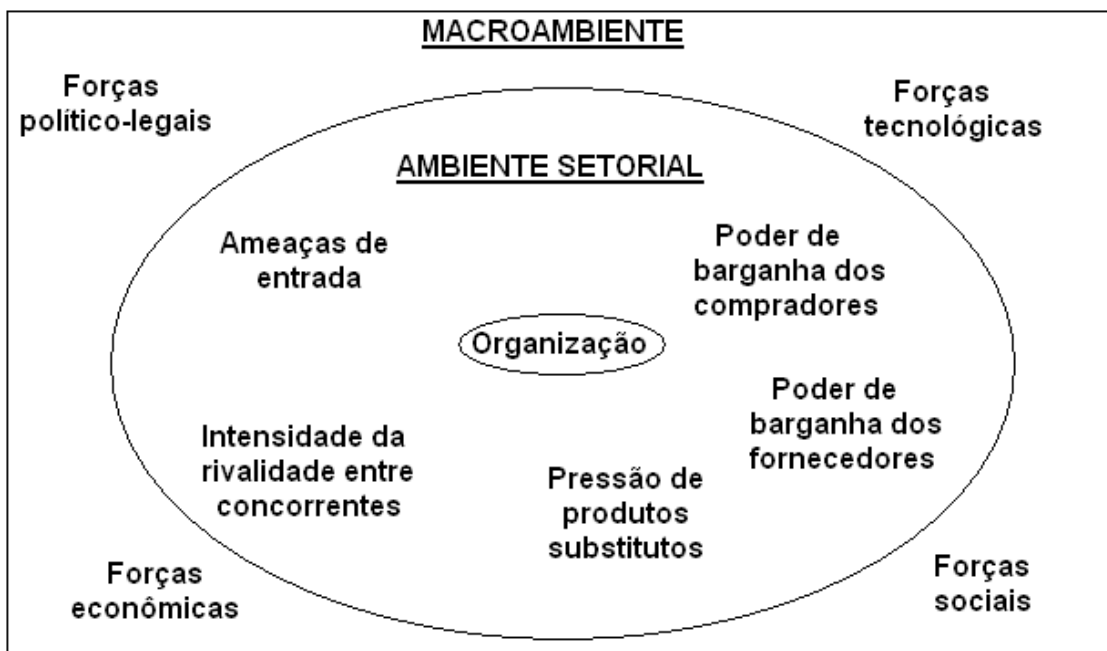 MACROAMBIENTE
Forças
político-legais
Forças
tecnológicas
AMBIENTE SETORIAL
Ameaças de
entrada
Poder de
barganha dos
compradores
Organização
Intensidade da
rivalidade entre
concorrentes
Poder de
barganha dos
fornecedores
Pressão de
produtos
substitutos
Forças
econômicas
Forças
sociais